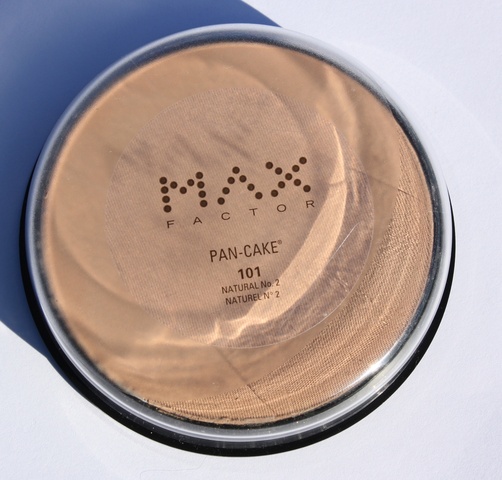 MAX
FACTOR
PAN-CAKE®
101
NATURAL No. 2
NATUREL N° 2